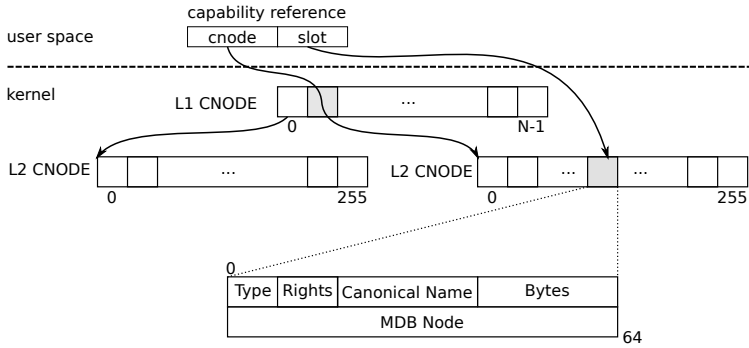 capability reference
user space
cnode slot
kernel
L1 CNODE ...
0 N-1
L2 CNODE ... L2 CNODE ... ...
0 255 0 255
0
Type Rights Canonical Name Bytes
MDB Node
64